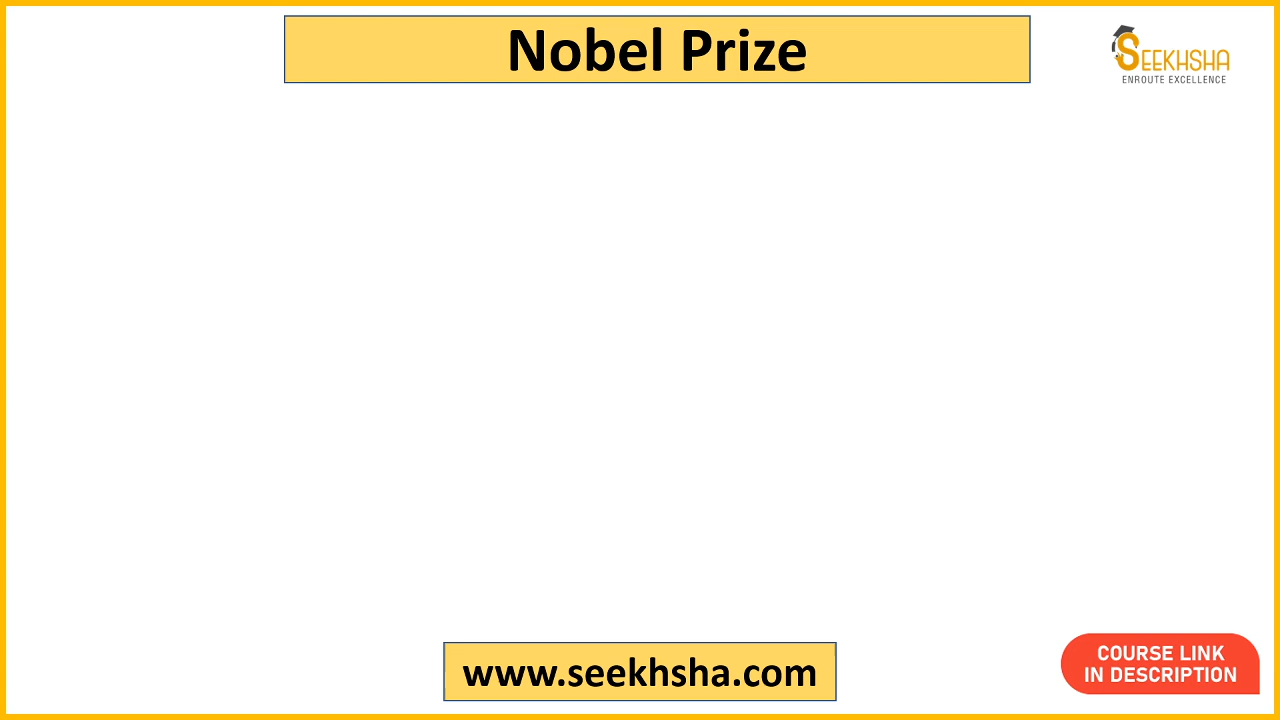 Nobel Prize
SEEKHSHA
ENROUTE EXCELLENCE
www.seekhsha.com
COURSE LINK
IN DESCRIPTION